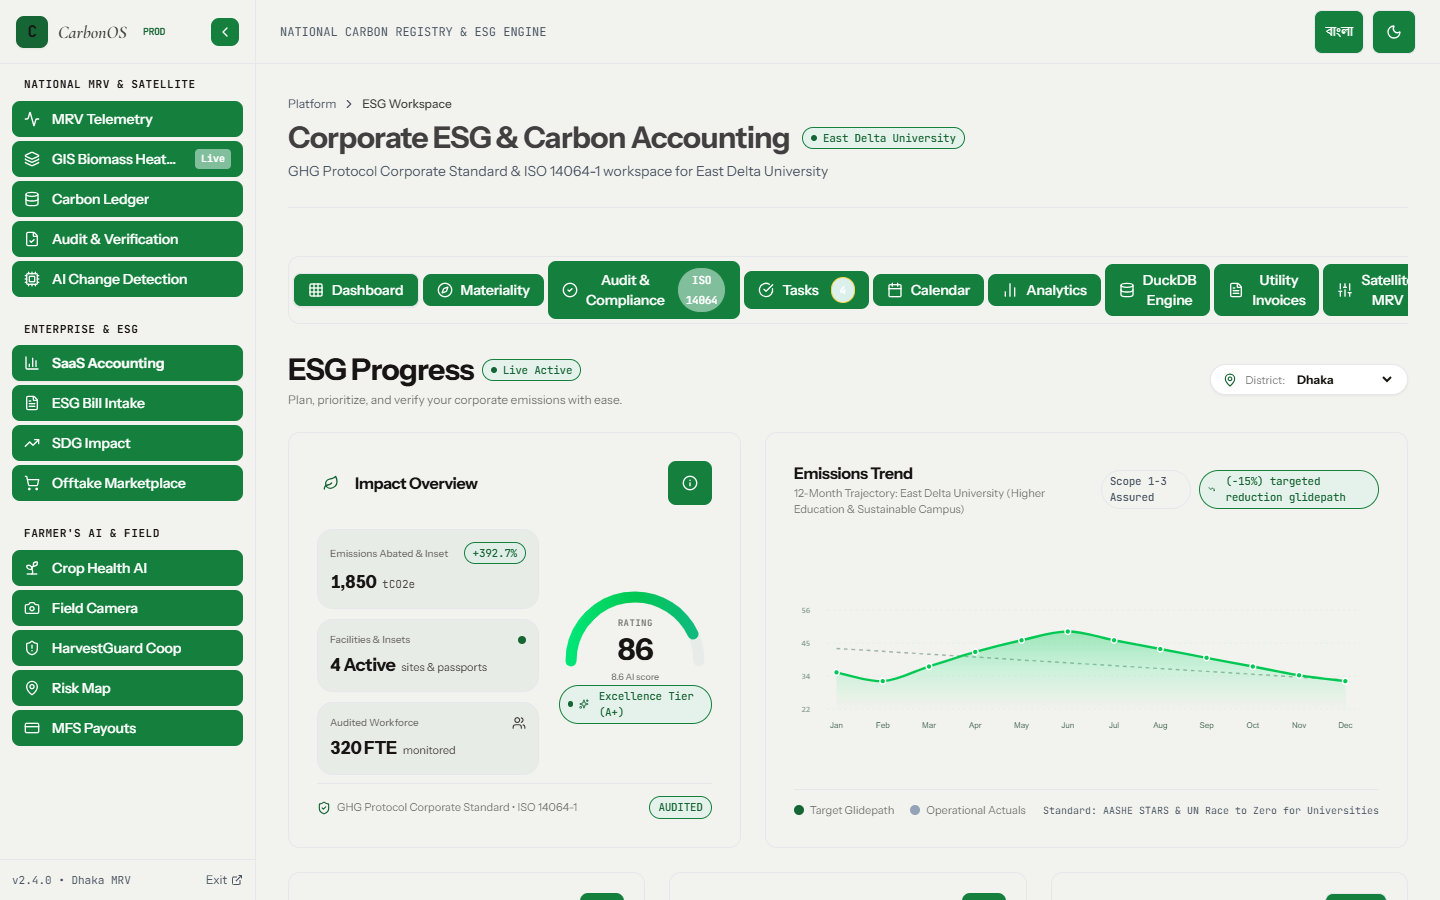 C CarbonOS PROD
NATIONAL CARBON REGISTRY & ESG ENGINE
বাংলা
NATIONAL MRV & SATELLITE
MRV Telemetry
GIS Biomass Heat... Live
Carbon Ledger
Audit & Verification
AI Change Detection
ENTERPRISE & ESG
SaaS Accounting
ESG Bill Intake
SDG Impact
Offtake Marketplace
FARMER'S AI & FIELD
Crop Health AI
Field Camera
HarvestGuard Coop
Risk Map
MFS Payouts
v2.4.0 • Dhaka MRV Exit
Platform > ESG Workspace
Corporate ESG & Carbon Accounting East Delta University
GHG Protocol Corporate Standard & ISO 14064-1 workspace for East Delta University
Dashboard
Materiality
Audit &
Compliance
ISO
14064
Tasks 4
Calendar
Analytics
DuckDB
Engine
Utility
Invoices
Satellite
MRV
ESG Progress Live Active
Plan, prioritize, and verify your corporate emissions with ease.
District: Dhaka
Impact Overview
Emissions Abated & Inset +392.7%
1,850 tCO2e
Facilities & Insets
4 Active sites & passports
Audited Workforce
320 FTE monitored
RATING
86
8.6 AI score
Excellence Tier
(A+)
GHG Protocol Corporate Standard • ISO 14064-1 AUDITED
Emissions Trend
12-Month Trajectory: East Delta University (Higher
Education & Sustainable Campus)
Scope 1-3
Assured
(-15%) targeted
reduction glidepath
56
45
34
22
Jan Feb Mar Apr May Jun Jul Aug Sep Oct Nov Dec
Target Glidepath Operational Actuals Standard: AASHE STARS & UN Race to Zero for Universities